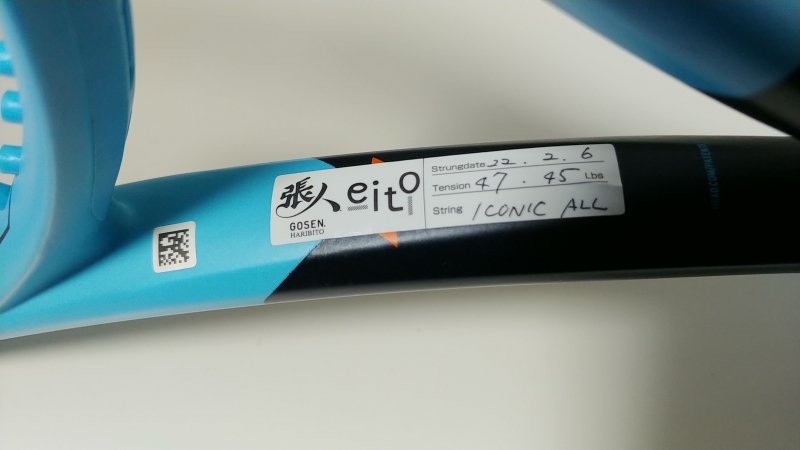 張人 eito
GOSEN.
HARIBITO
Strungdate 22.2.6
Tension 47.45 Lbs
String ICONIC ALL